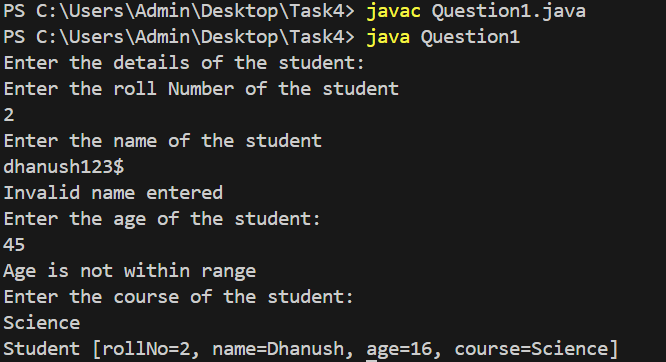 PS C:\Users\Admin\Desktop\Task4> javac Question1.java
PS C:\Users\Admin\Desktop\Task4> java Question1
Enter the details of the student:
Enter the roll Number of the student
2
Enter the name of the student
dhanush123$
Invalid name entered
Enter the age of the student:
45
Age is not within range
Enter the course of the student:
Science
Student [rollNo=2, name=Dhanush, age=16, course=Science]